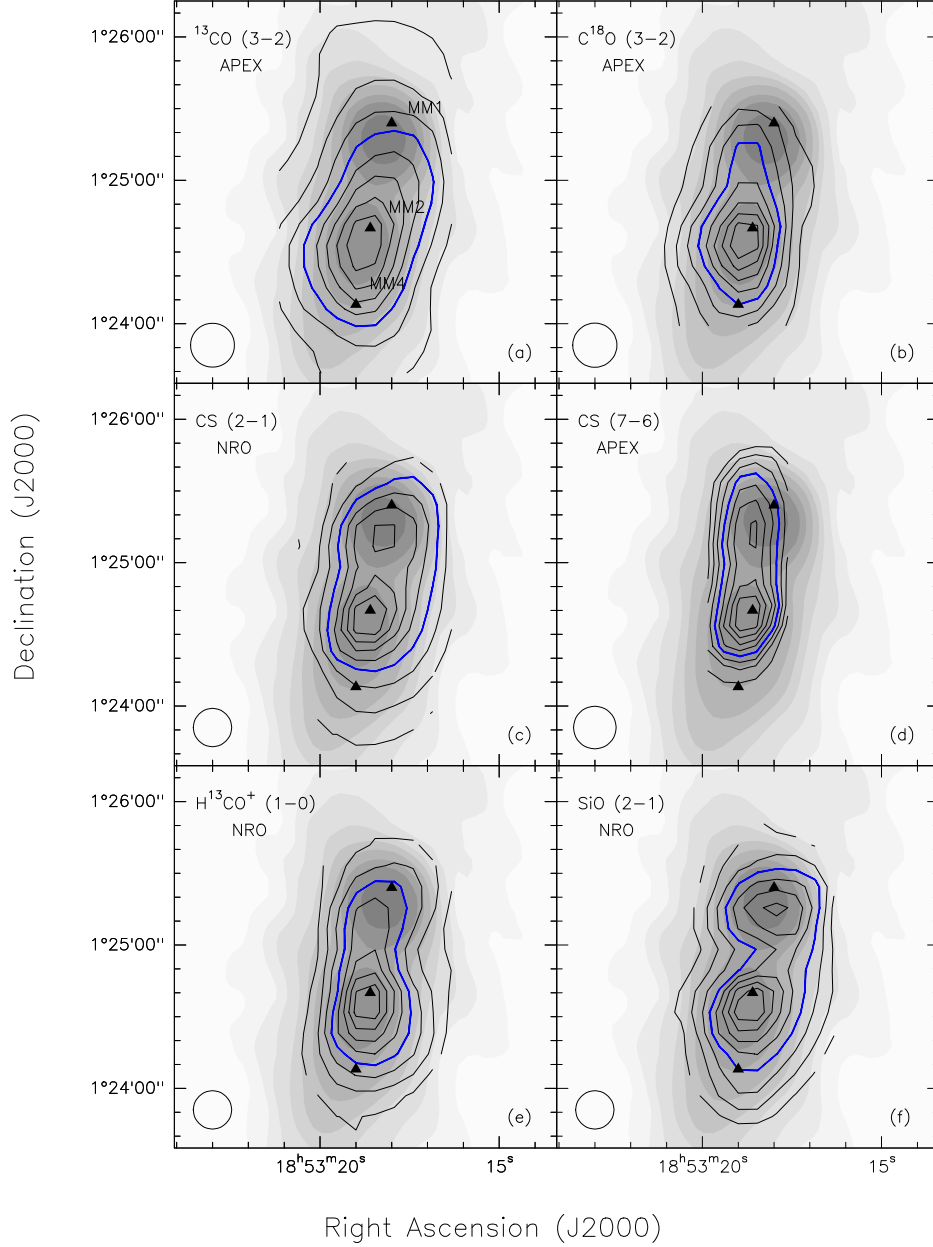 ¹³CO (3-2)
APEX
MM1
MM2
MM4
(a)
C¹⁸O (3-2)
APEX
(b)
1°26'00"
1°25'00"
1°24'00"
CS (2-1)
NRO
(c)
CS (7-6)
APEX
(d)
1°26'00"
1°25'00"
1°24'00"
H¹³CO⁺ (1-0)
NRO
(e)
SiO (2-1)
NRO
(f)
1°26'00"
1°25'00"
1°24'00"
18ʰ53ᵐ20ˢ
15ˢ
18ʰ53ᵐ20ˢ
15ˢ
Declination (J2000)
Right Ascension (J2000)